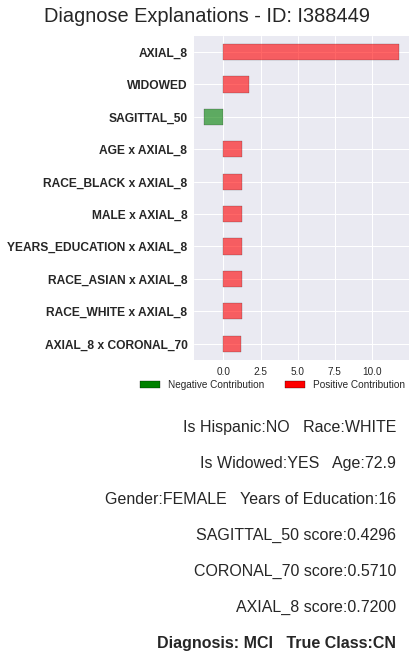 Diagnose Explanations - ID: I388449
AXIAL_8
WIDOWED
SAGITTAL_50
AGE x AXIAL_8
RACE_BLACK x AXIAL_8
MALE x AXIAL_8
YEARS_EDUCATION x AXIAL_8
RACE_ASIAN x AXIAL_8
RACE_WHITE x AXIAL_8
AXIAL_8 x CORONAL_70
0.0 2.5 5.0 7.5 10.0
Negative Contribution Positive Contribution
Is Hispanic:NO Race:WHITE
Is Widowed:YES Age:72.9
Gender:FEMALE Years of Education:16
SAGITTAL_50 score:0.4296
CORONAL_70 score:0.5710
AXIAL_8 score:0.7200
Diagnosis: MCI True Class:CN